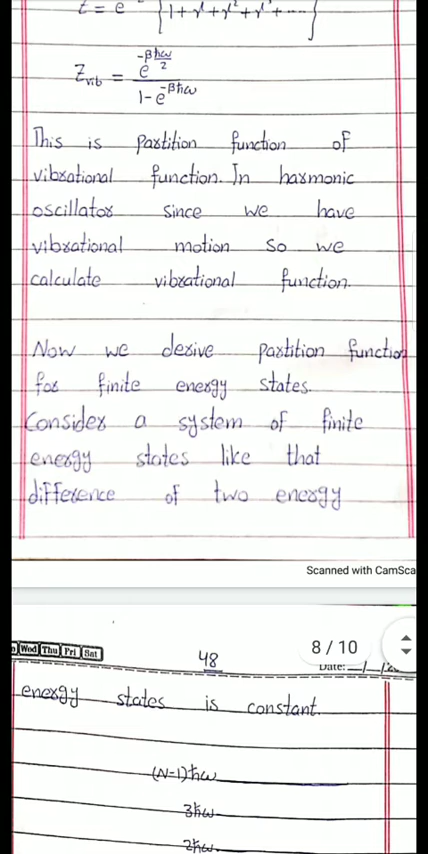 Z = e {1+γ+γ²+γ³+----}
Z_vib = e^(-βħω/2) / 1-e^(-βħω)
This is partition function of
vibrational function. In harmonic
oscillator since we have
vibrational motion so we
calculate vibrational function.
Now we derive partition function
for finite energy states.
Consider a system of finite
energy states like that
difference of two energy
Scanned with CamSca
Wed Thu Fri Sat
48
8 / 10
Date:
energy states is constant.
(N-1)ħω
3ħω
2ħω